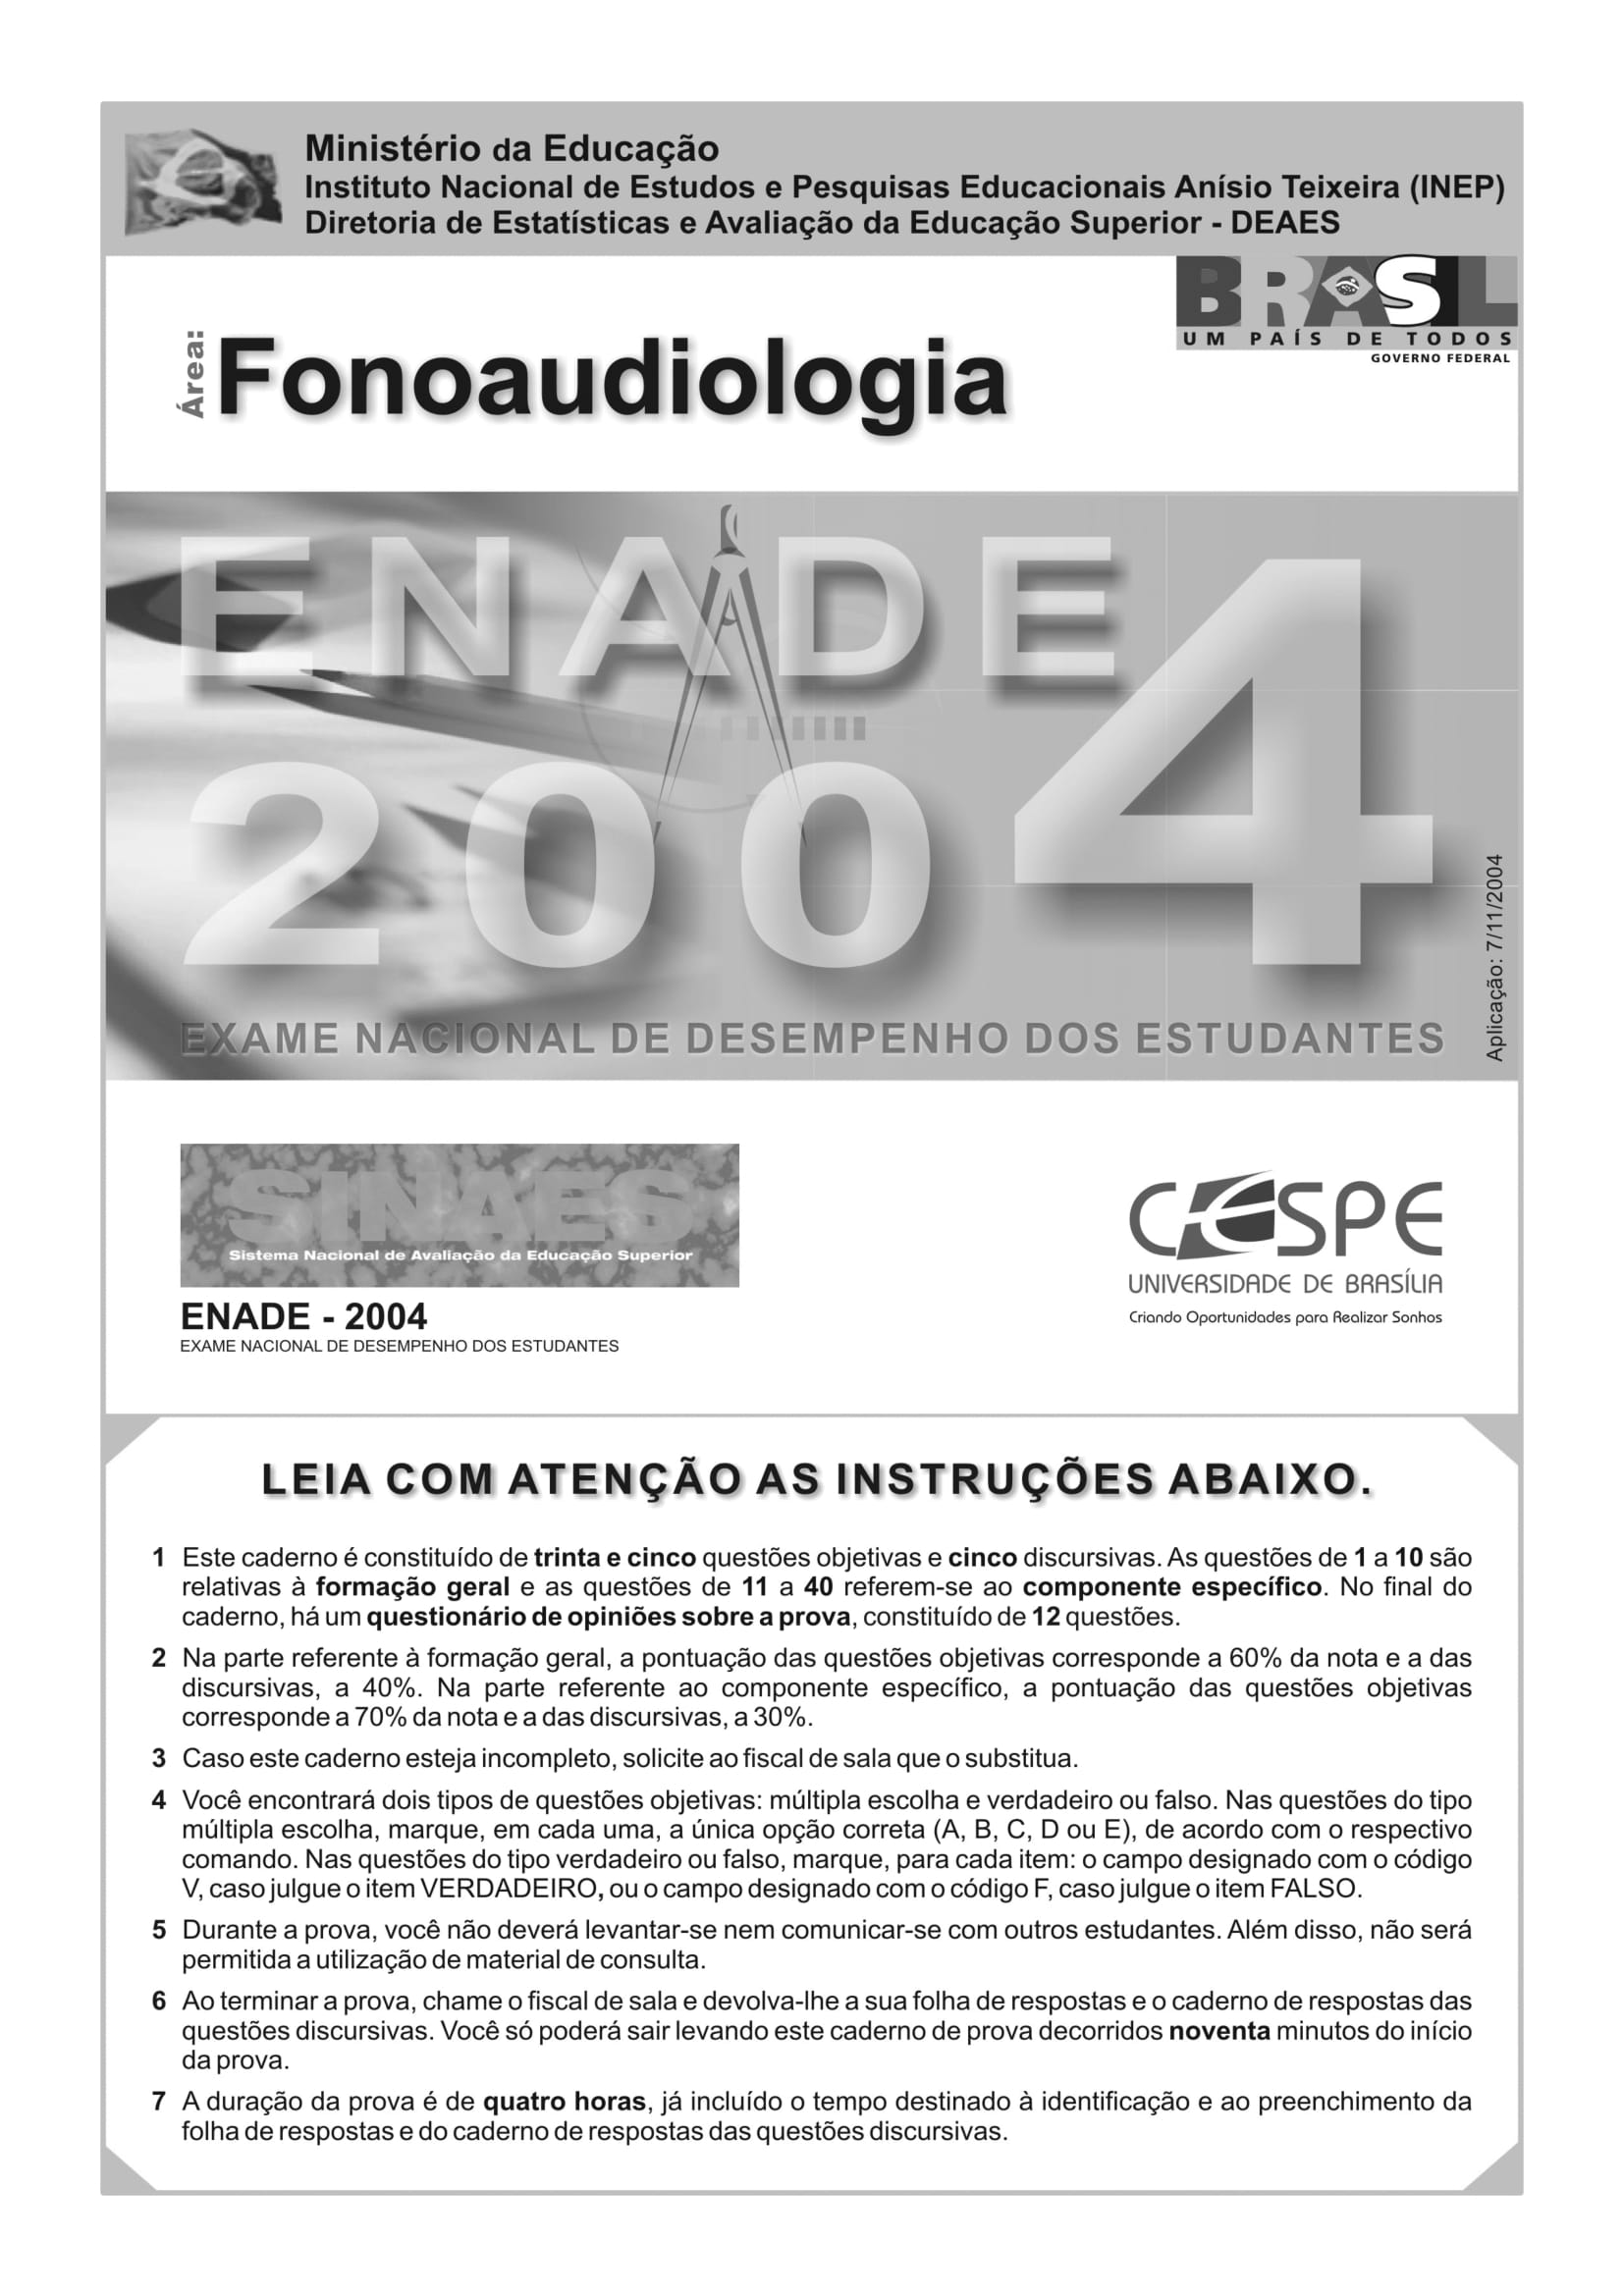 Ministério da Educação
Instituto Nacional de Estudos e Pesquisas Educacionais Anísio Teixeira (INEP)
Diretoria de Estatísticas e Avaliação da Educação Superior - DEAES
BRASIL
UM PAÍS DE TODOS
GOVERNO FEDERAL
Área:
Fonoaudiologia
ENADE
2004
Aplicação: 7/11/2004
EXAME NACIONAL DE DESEMPENHO DOS ESTUDANTES
SINAES
Sistema Nacional de Avaliação da Educação Superior
ENADE - 2004
EXAME NACIONAL DE DESEMPENHO DOS ESTUDANTES
CESPE
UNIVERSIDADE DE BRASÍLIA
Criando Oportunidades para Realizar Sonhos
LEIA COM ATENÇÃO AS INSTRUÇÕES ABAIXO.
1 Este caderno é constituído de trinta e cinco questões objetivas e cinco discursivas. As questões de 1 a 10 são
relativas à formação geral e as questões de 11 a 40 referem-se ao componente específico. No final do
caderno, há um questionário de opiniões sobre a prova, constituído de 12 questões.
2 Na parte referente à formação geral, a pontuação das questões objetivas corresponde a 60% da nota e a das
discursivas, a 40%. Na parte referente ao componente específico, a pontuação das questões objetivas
corresponde a 70% da nota e a das discursivas, a 30%.
3 Caso este caderno esteja incompleto, solicite ao fiscal de sala que o substitua.
4 Você encontrará dois tipos de questões objetivas: múltipla escolha e verdadeiro ou falso. Nas questões do tipo
múltipla escolha, marque, em cada uma, a única opção correta (A, B, C, D ou E), de acordo com o respectivo
comando. Nas questões do tipo verdadeiro ou falso, marque, para cada item: o campo designado com o código
V, caso julgue o item VERDADEIRO, ou o campo designado com o código F, caso julgue o item FALSO.
5 Durante a prova, você não deverá levantar-se nem comunicar-se com outros estudantes. Além disso, não será
permitida a utilização de material de consulta.
6 Ao terminar a prova, chame o fiscal de sala e devolva-lhe a sua folha de respostas e o caderno de respostas das
questões discursivas. Você só poderá sair levando este caderno de prova decorridos noventa minutos do início
da prova.
7 A duração da prova é de quatro horas, já incluído o tempo destinado à identificação e ao preenchimento da
folha de respostas e do caderno de respostas das questões discursivas.